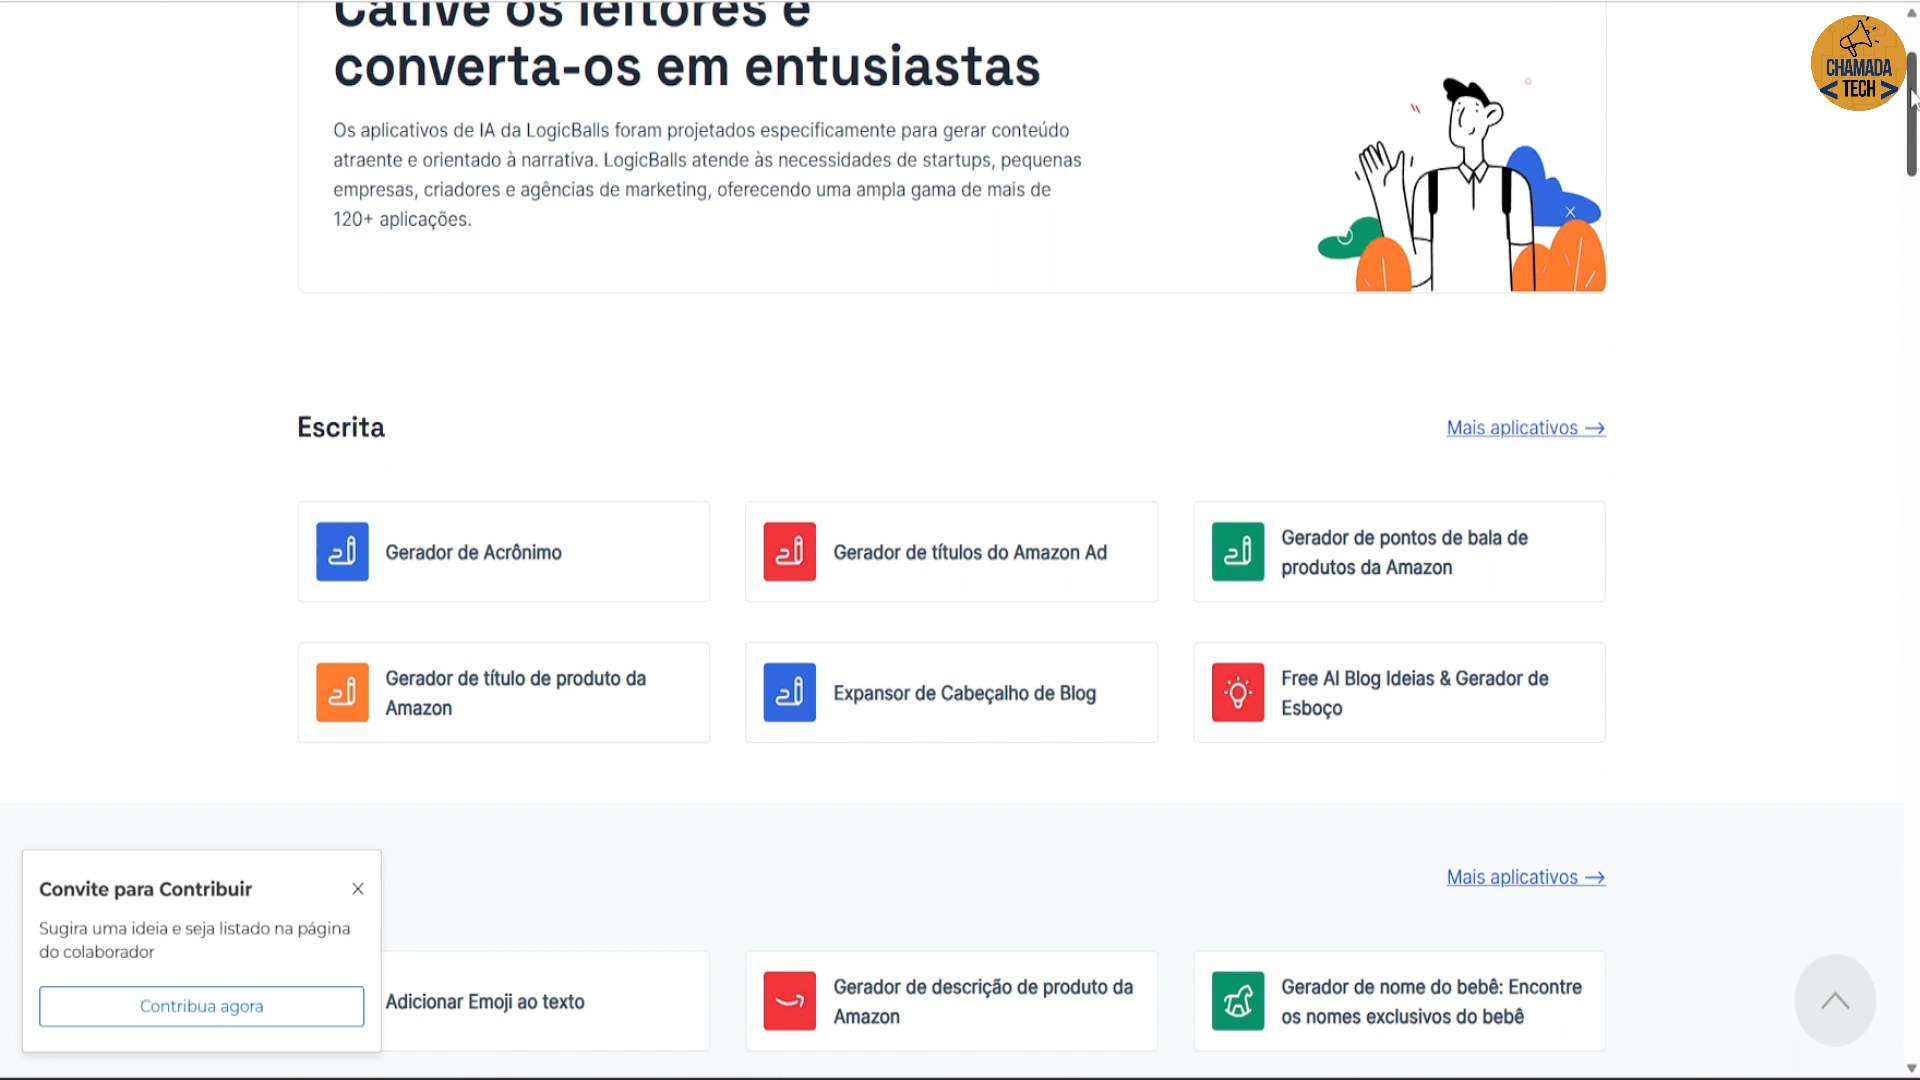 Cative os leitores e
converta-os em entusiastas
Os aplicativos de IA da LogicBalls foram projetados especificamente para gerar conteúdo
atraente e orientado à narrativa. LogicBalls atende às necessidades de startups, pequenas
empresas, criadores e agências de marketing, oferecendo uma ampla gama de mais de
120+ aplicações.
CHAMADA
< TECH >
Escrita
Mais aplicativos →
Gerador de Acrônimo
Gerador de títulos do Amazon Ad
Gerador de pontos de bala de
produtos da Amazon
Gerador de título de produto da
Amazon
Expansor de Cabeçalho de Blog
Free AI Blog Ideias & Gerador de
Esboço
Mais aplicativos →
Convite para Contribuir
Sugira uma ideia e seja listado na página
do colaborador
Contribua agora
Adicionar Emoji ao texto
Gerador de descrição de produto da
Amazon
Gerador de nome do bebê: Encontre
os nomes exclusivos do bebê